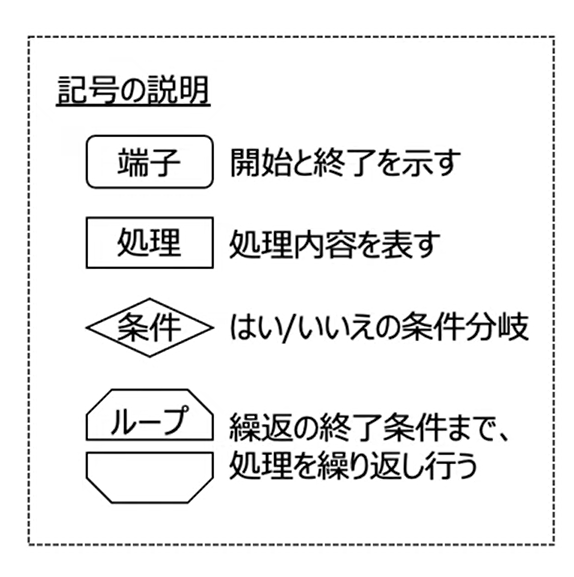 記号の説明
端子 開始と終了を示す
処理 処理内容を表す
条件 はい/いいえの条件分岐
ループ 繰返の終了条件まで、
処理を繰り返し行う